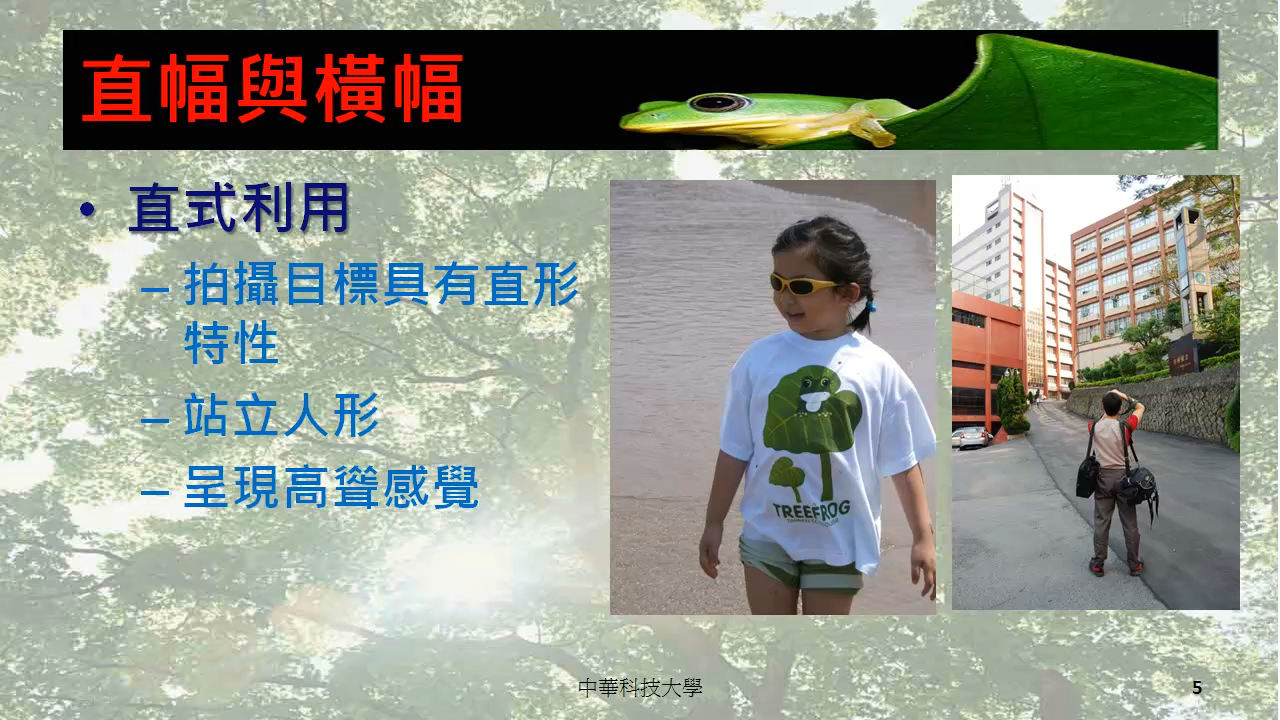 直幅與橫幅
• 直式利用
– 拍攝目標具有直形
特性
– 站立人形
– 呈現高聳感覺
TREEFROG
中華科技大學
5